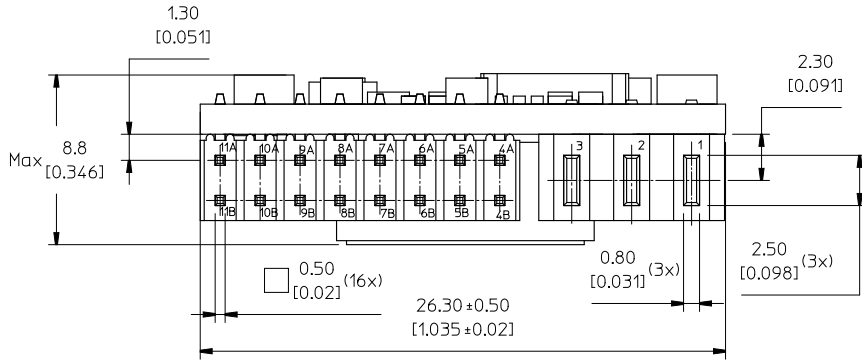 1.30
[0.051]
2.30
[0.091]
Max 8.8
[0.346]
11A 10A 9A 8A 7A 6A 5A 4A 3 2 1
11B 10B 9B 8B 7B 6B 5B 4B
0.50 (16x)
[0.02]
0.80 (3x)
[0.031]
2.50 (3x)
[0.098]
26.30 ±0.50
[1.035 ±0.02]